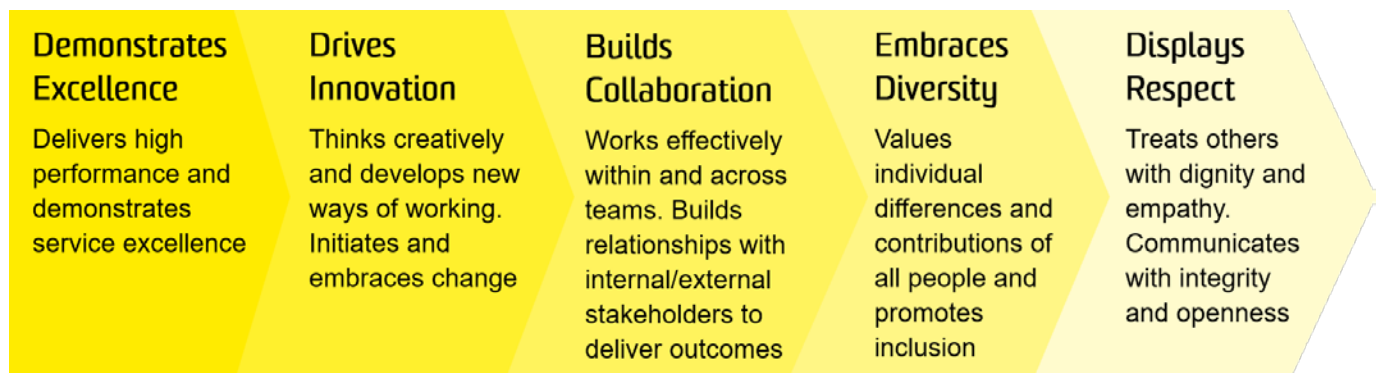 Demonstrates
Excellence
Delivers high
performance and
demonstrates
service excellence
Drives
Innovation
Thinks creatively
and develops new
ways of working.
Initiates and
embraces change
Builds
Collaboration
Works effectively
within and across
teams. Builds
relationships with
internal/external
stakeholders to
deliver outcomes
Embraces
Diversity
Values
individual
differences and
contributions of
all people and
promotes
inclusion
Displays
Respect
Treats others
with dignity and
empathy.
Communicates
with integrity
and openness